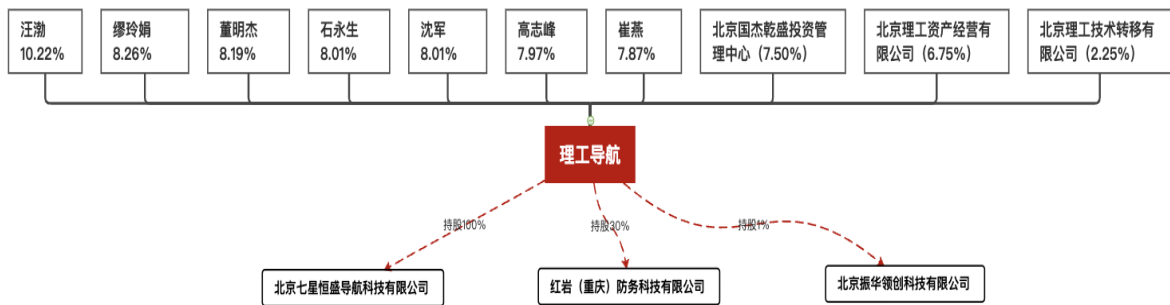 汪渤
10.22%
缪玲娟
8.26%
董明杰
8.19%
石永生
8.01%
沈军
8.01%
高志峰
7.97%
崔燕
7.87%
北京国杰乾盛投资管
理中心（7.50%）
北京理工资产经营有
限公司（6.75%）
北京理工技术转移有
限公司（2.25%）
理工导航
持股100%
持股30%
持股1%
北京七星恒盛导航科技有限公司
红岩（重庆）防务科技有限公司
北京振华领创科技有限公司